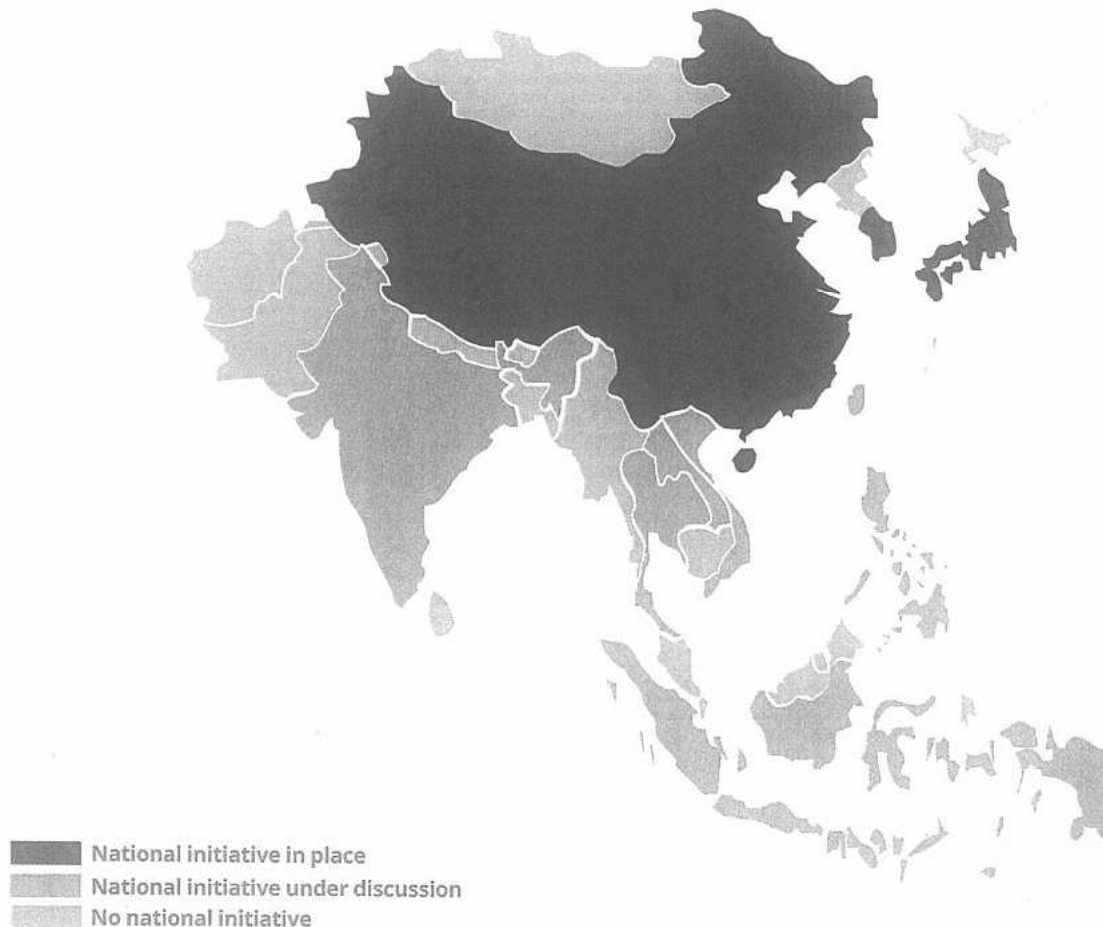 National initiative in place
National initiative under discussion
No national initiative